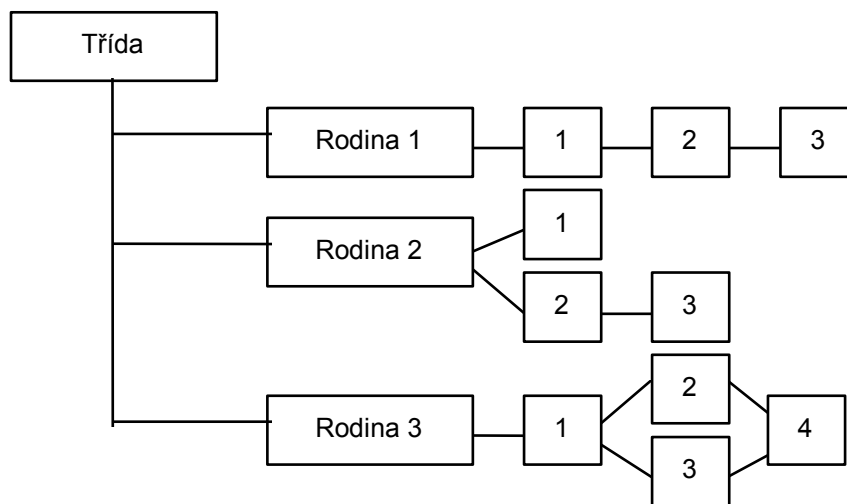 Třída
Rodina 1 1 2 3
Rodina 2 1
2 3
Rodina 3 1 2 4
3